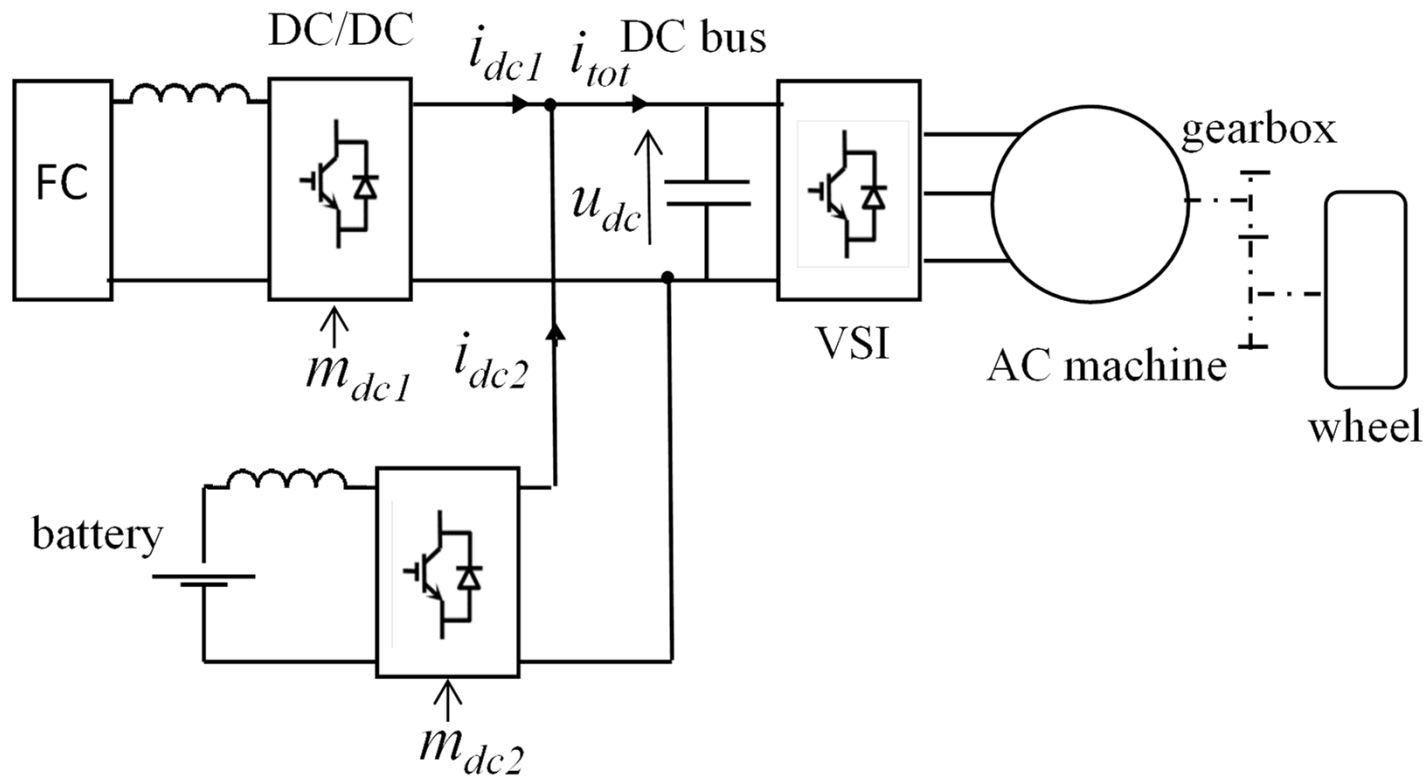 DC/DC
i_dc1
i_tot
DC bus
FC
u_dc
gearbox
m_dc1
i_dc2
VSI
AC machine
wheel
battery
m_dc2